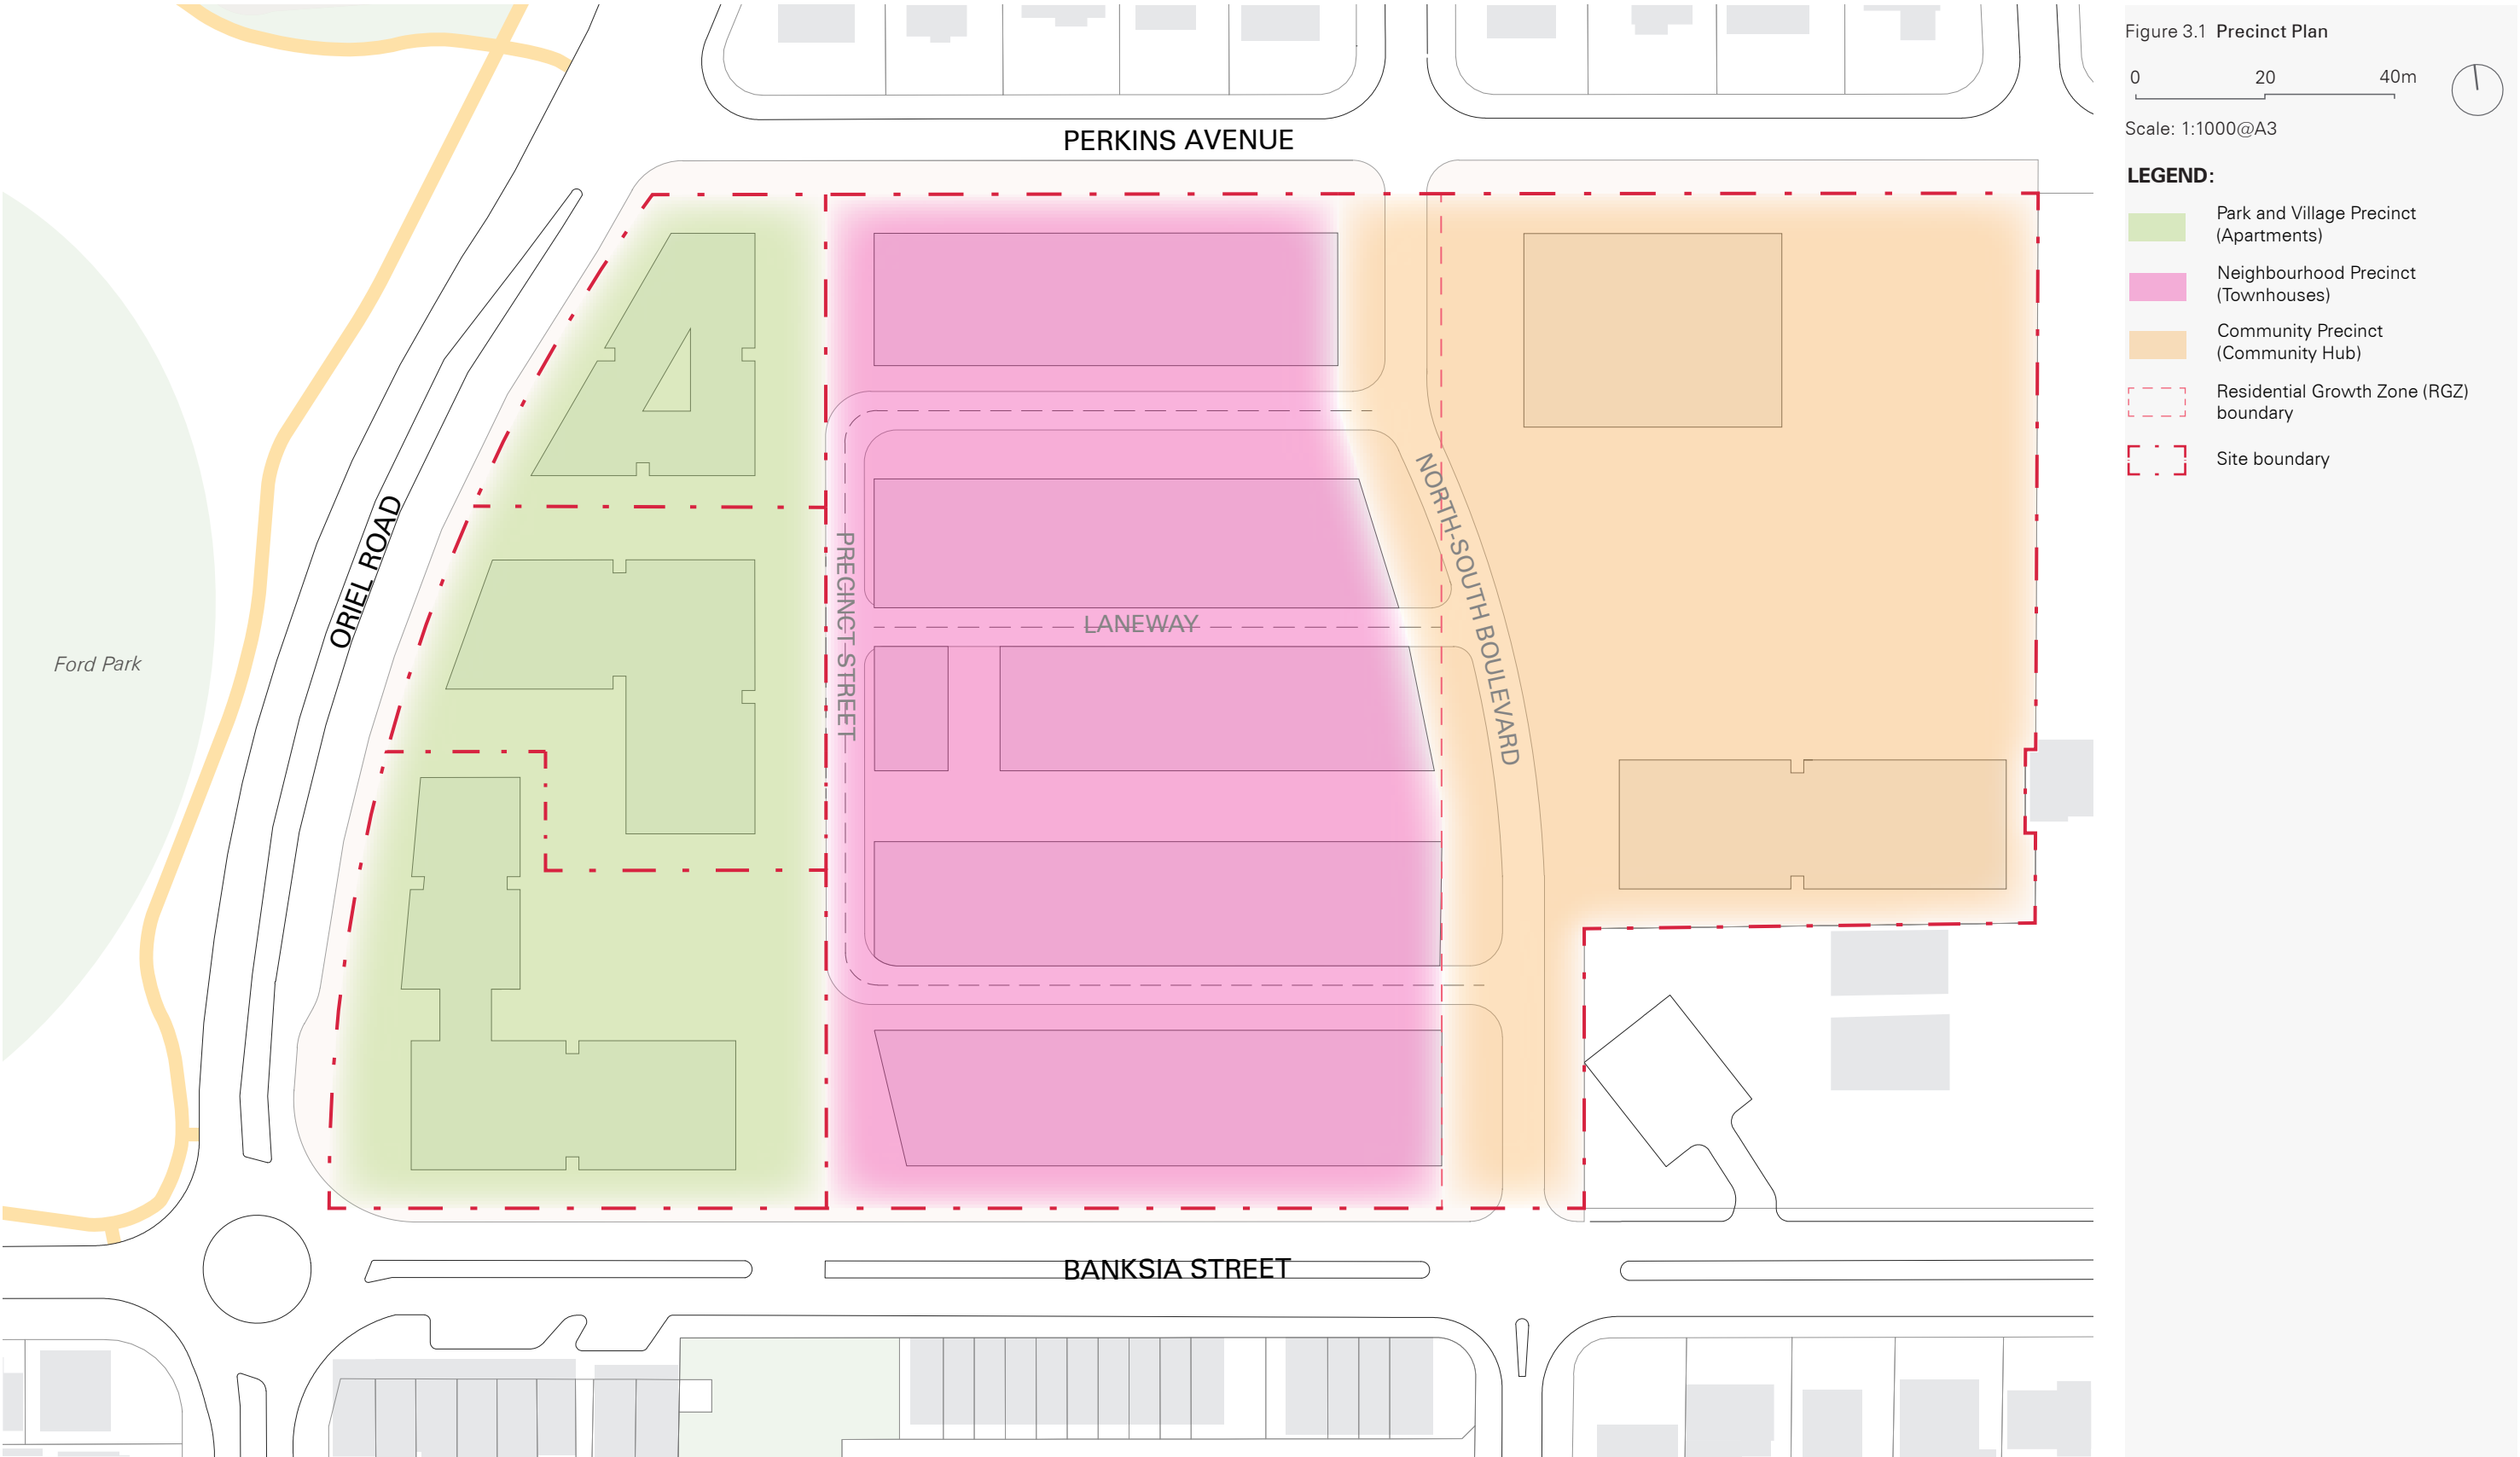 Figure 3.1 Precinct Plan
0 20 40m
Scale: 1:1000@A3
LEGEND:
Park and Village Precinct
(Apartments)
Neighbourhood Precinct
(Townhouses)
Community Precinct
(Community Hub)
Residential Growth Zone (RGZ)
boundary
Site boundary
PERKINS AVENUE
ORIEL ROAD
NORTH-SOUTH BOULEVARD
PRECINCT STREET
LANEWAY
Ford Park
BANKSIA STREET